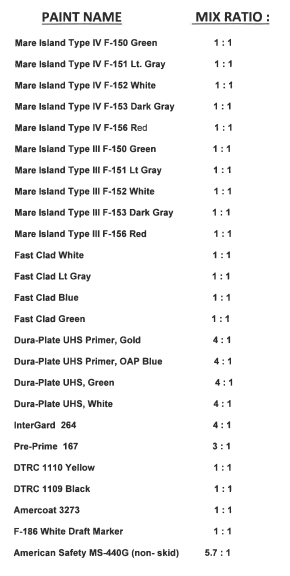 PAINT NAME MIX RATIO :
Mare Island Type IV F-150 Green 1 : 1
Mare Island Type IV F-151 Lt. Gray 1 : 1
Mare Island Type IV F-152 White 1 : 1
Mare Island Type IV F-153 Dark Gray 1 : 1
Mare Island Type IV F-156 Red 1 : 1
Mare Island Type III F-150 Green 1 : 1
Mare Island Type III F-151 Lt Gray 1 : 1
Mare Island Type III F-152 White 1 : 1
Mare Island Type III F-153 Dark Gray 1 : 1
Mare Island Type III F-156 Red 1 : 1
Fast Clad White 1 : 1
Fast Clad Lt Gray 1 : 1
Fast Clad Blue 1 : 1
Fast Clad Green 1 : 1
Dura-Plate UHS Primer, Gold 4 : 1
Dura-Plate UHS Primer, OAP Blue 4 : 1
Dura-Plate UHS, Green 4 : 1
Dura-Plate UHS, White 4 : 1
InterGard 264 4 : 1
Pre-Prime 167 3 : 1
DTRC 1110 Yellow 1 : 1
DTRC 1109 Black 1 : 1
Amercoat 3273 1 : 1
F-186 White Draft Marker 1 : 1
American Safety MS-440G (non- skid) 5.7 : 1